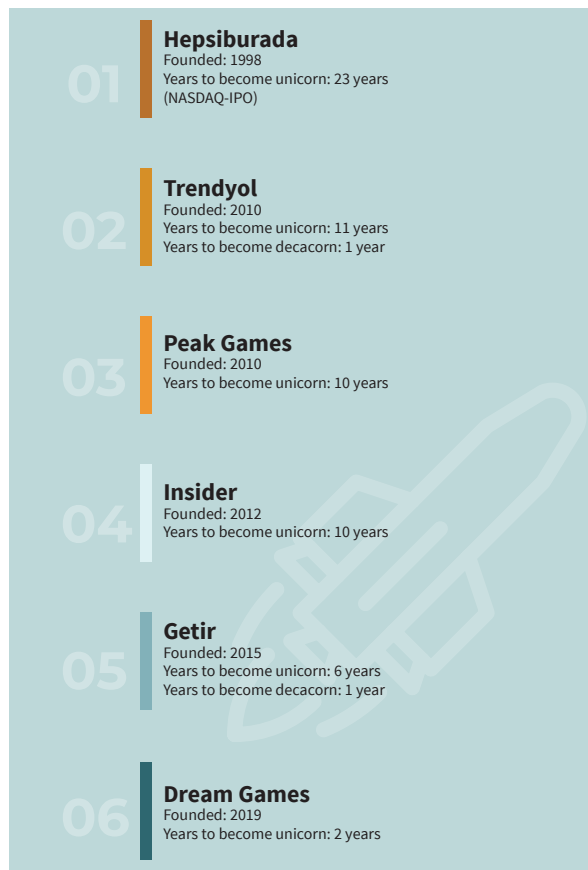 01
Hepsiburada
Founded: 1998
Years to become unicorn: 23 years
(NASDAQ-IPO)
02
Trendyol
Founded: 2010
Years to become unicorn: 11 years
Years to become decacorn: 1 year
03
Peak Games
Founded: 2010
Years to become unicorn: 10 years
04
Insider
Founded: 2012
Years to become unicorn: 10 years
05
Getir
Founded: 2015
Years to become unicorn: 6 years
Years to become decacorn: 1 year
06
Dream Games
Founded: 2019
Years to become unicorn: 2 years